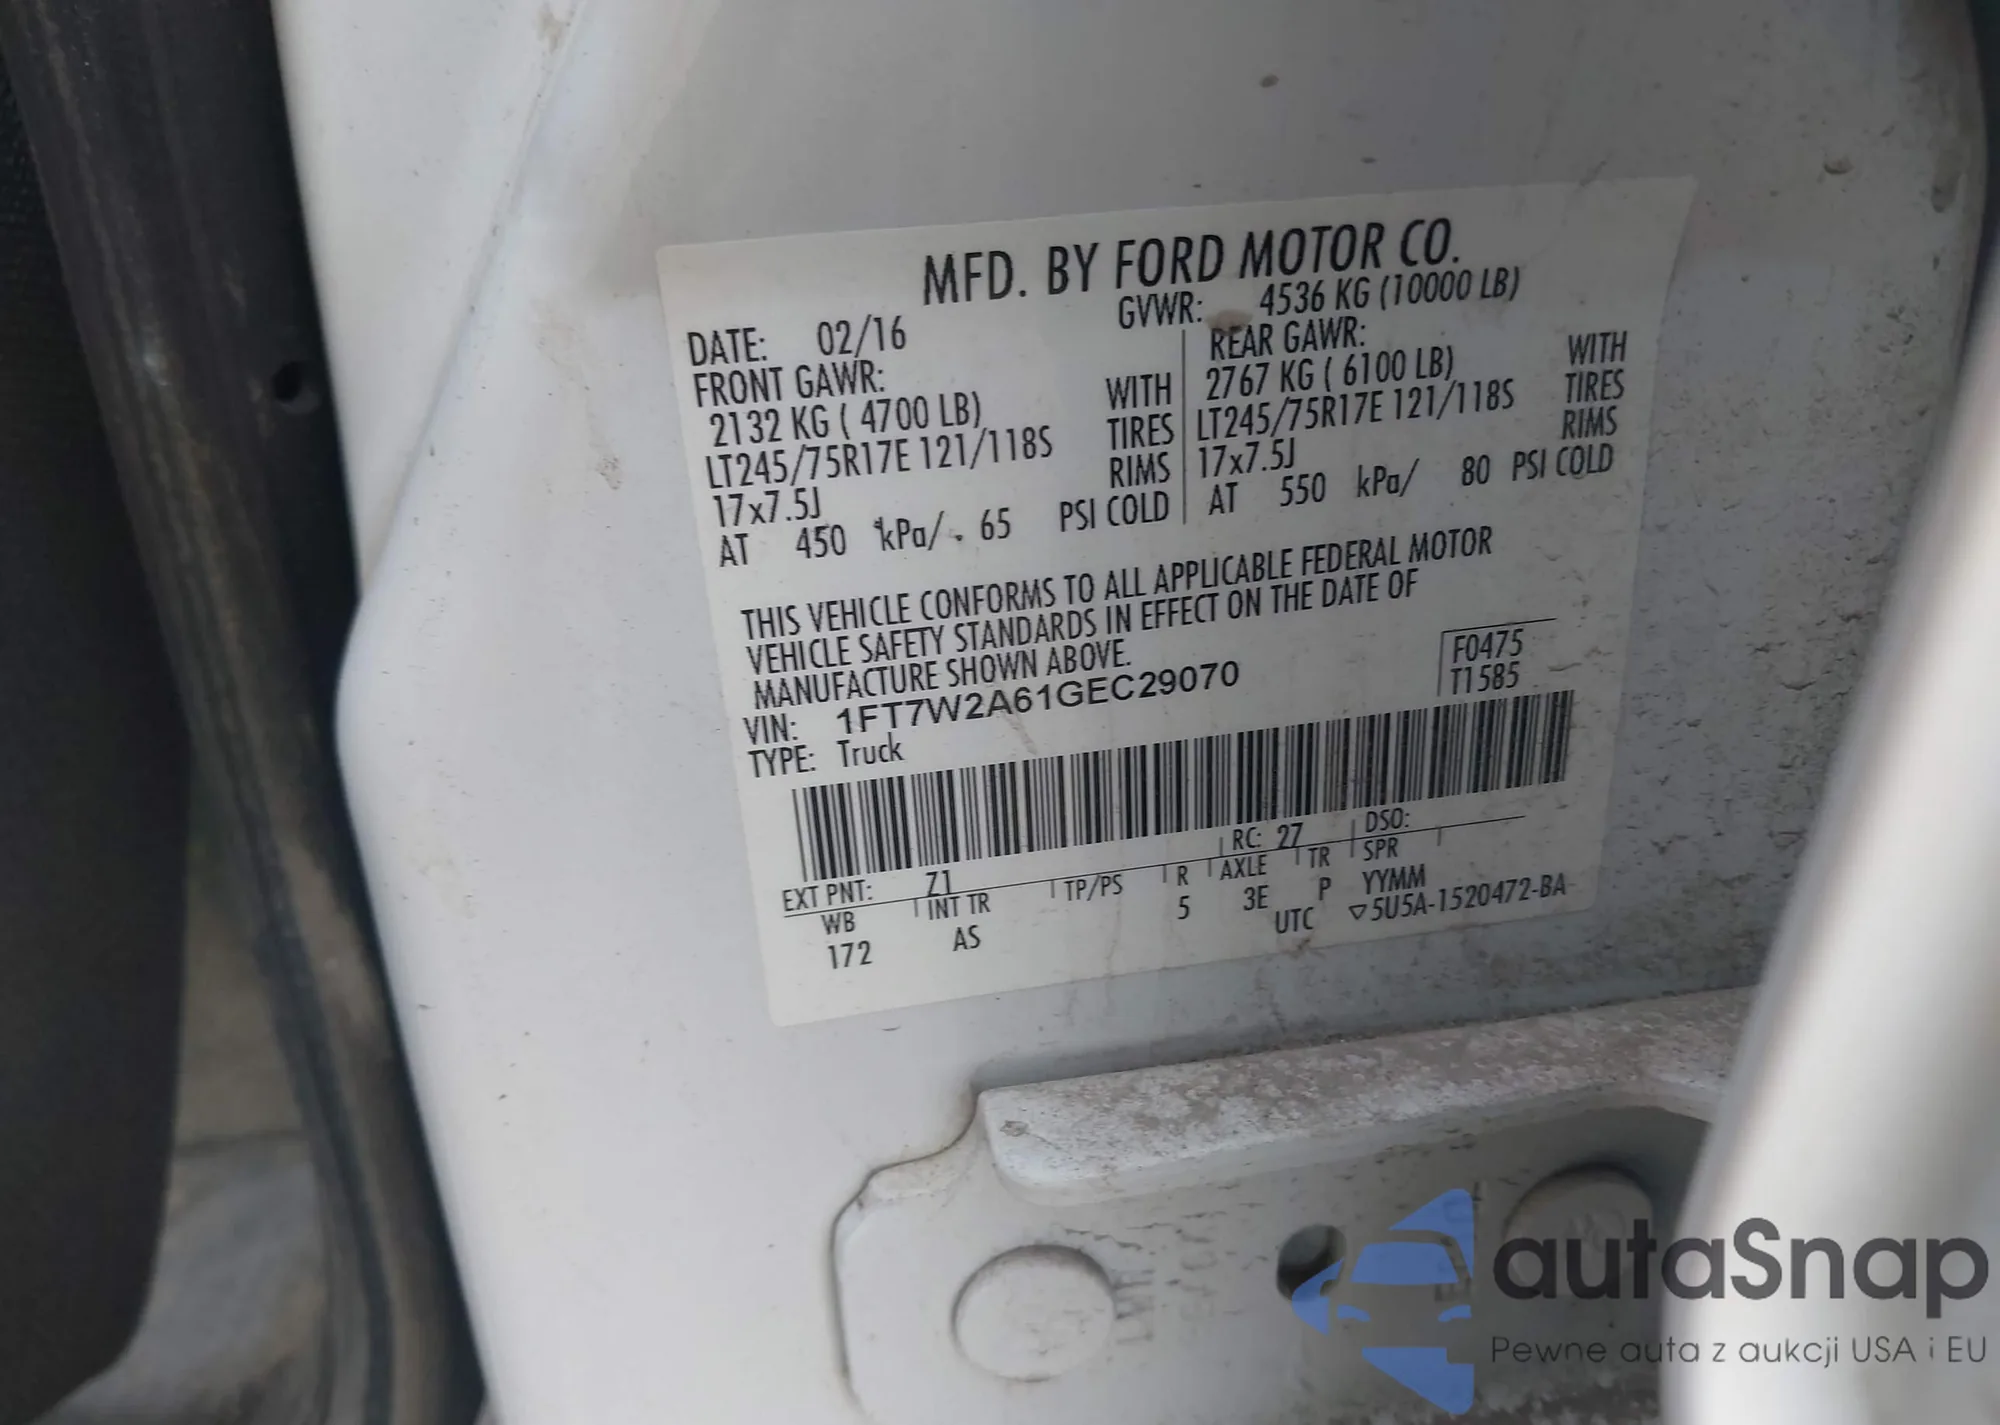 MFD. BY FORD MOTOR CO.
DATE: 02/16 GVWR: 4536 KG (10000 LB)
FRONT GAWR: REAR GAWR:
2132 KG ( 4700 LB) WITH 2767 KG ( 6100 LB) WITH
LT245/75R17E 121/118S TIRES LT245/75R17E 121/118S TIRES
17x7.5J RIMS 17x7.5J RIMS
AT 450 kPa/ 65 PSI COLD AT 550 kPa/ 80 PSI COLD
THIS VEHICLE CONFORMS TO ALL APPLICABLE FEDERAL MOTOR
VEHICLE SAFETY STANDARDS IN EFFECT ON THE DATE OF
MANUFACTURE SHOWN ABOVE.
VIN: 1FT7W2A61GEC29070 F0475
TYPE: Truck T1585
EXT PNT: Z1 RC: 27 DSO:
WB INT TR TP/PS R AXLE TR SPR
172 AS 5 3E P YYMM
UTC ▽5U5A-1520472-BA
autaSnap
Pewne auta z aukcji USA i EU